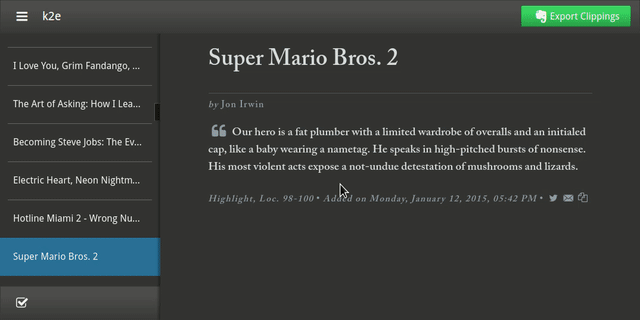 k2e
Export Clippings
I Love You, Grim Fandango, ...
The Art of Asking: How I Lea...
Becoming Steve Jobs: The Ev...
Electric Heart, Neon Nightm...
Hotline Miami 2 - Wrong Nu...
Super Mario Bros. 2
Super Mario Bros. 2
by Jon Irwin
“ Our hero is a fat plumber with a limited wardrobe of overalls and an initialed
cap, like a baby wearing a nametag. He speaks in high-pitched bursts of nonsense.
His most violent acts expose a not-undue detestation of mushrooms and lizards.
Highlight, Loc. 98-100 • Added on Monday, January 12, 2015, 05:42 PM •